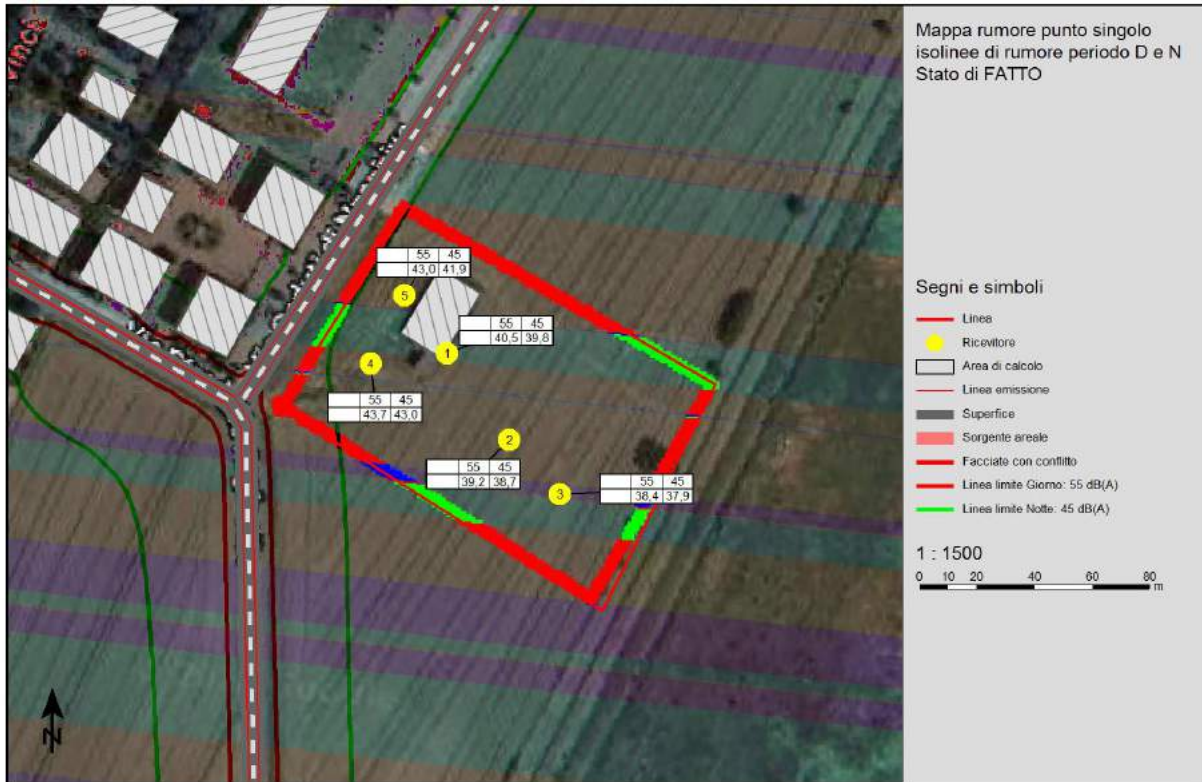 Mappa rumore punto singolo
isolinee di rumore periodo D e N
Stato di FATTO
55 45
43,0 41,9
5
55 45
40,5 39,8
1
4
55 45
43,7 43,0
2
55 45
39,2 38,7
3
55 45
38,4 37,9
N
Segni e simboli
Linea
Ricevitore
Area di calcolo
Linea emissione
Superfice
Sorgente areale
Facciate con conflitto
Linea limite Giorno: 55 dB(A)
Linea limite Notte: 45 dB(A)
1 : 1500
0 10 20 40 60 80
m